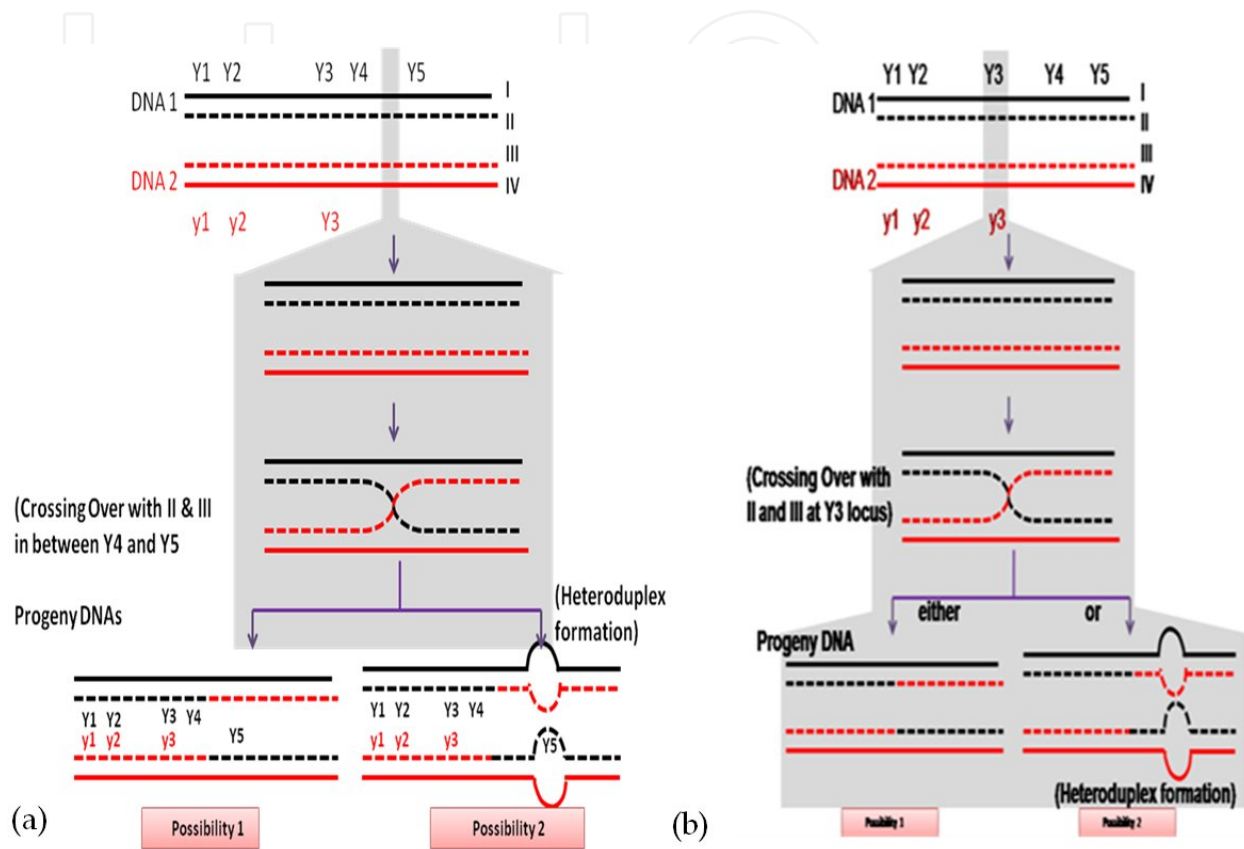 Y1 Y2 Y3 Y4 Y5
DNA 1
I
II
III
DNA 2
IV
y1 y2 Y3
(Crossing Over with II & III
in between Y4 and Y5
Progeny DNAs
(Heteroduplex
formation)
Y1 Y2 Y3 Y4
y1 y2 y3 Y5
Y1 Y2 Y3 Y4
y1 y2 y3 Y5
(a)
Possibility 1
Possibility 2
Y1 Y2 Y3 Y4 Y5
DNA 1
I
II
III
DNA 2
IV
y1 y2 y3
(Crossing Over with
II and III at Y3 locus)
either or
Progeny DNA
(Heteroduplex formation)
(b)
Possibility 1
Possibility 2